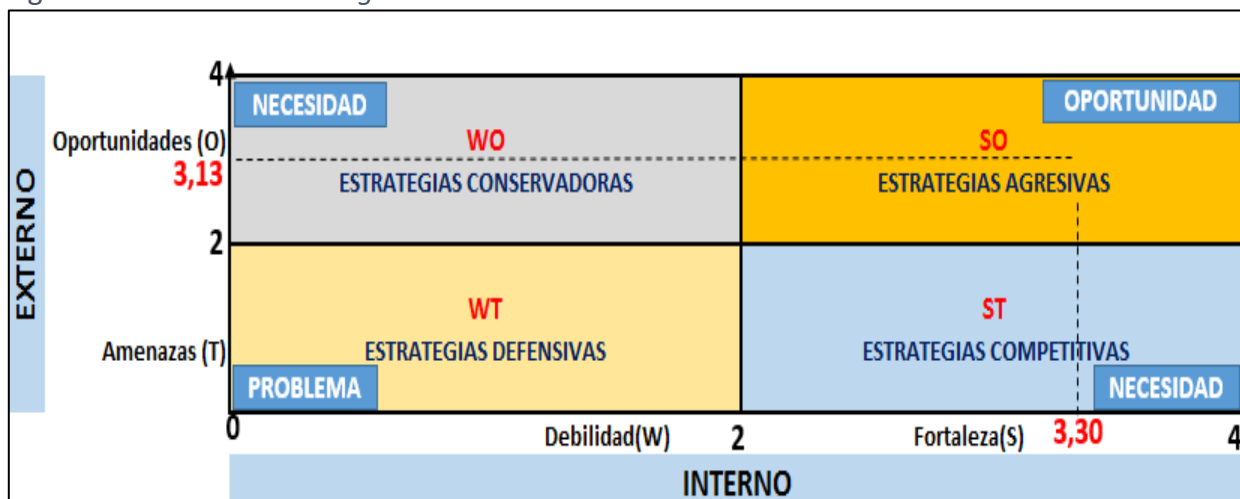 4
NECESIDAD
OPORTUNIDAD
Oportunidades (O)
WO
SO
3,13
ESTRATEGIAS CONSERVADORAS
ESTRATEGIAS AGRESIVAS
EXTERNO
2
WT
ST
Amenazas (T)
ESTRATEGIAS DEFENSIVAS
ESTRATEGIAS COMPETITIVAS
PROBLEMA
NECESIDAD
0
Debilidad(W)
2
Fortaleza(S)
3,30
4
INTERNO